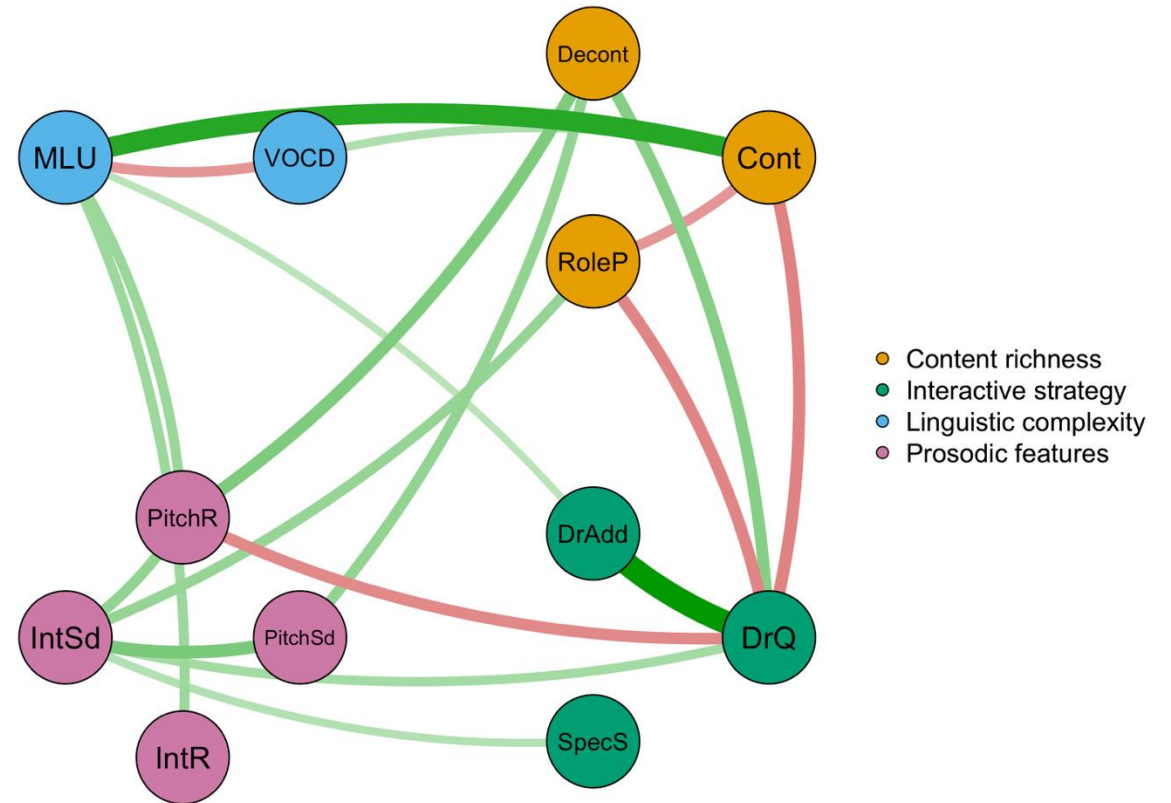 Decont
MLU
VOCD
Cont
RoleP
Content richness
Interactive strategy
Linguistic complexity
Prosodic features
PitchR
DrAdd
IntSd
PitchSd
DrQ
SpecS
IntR